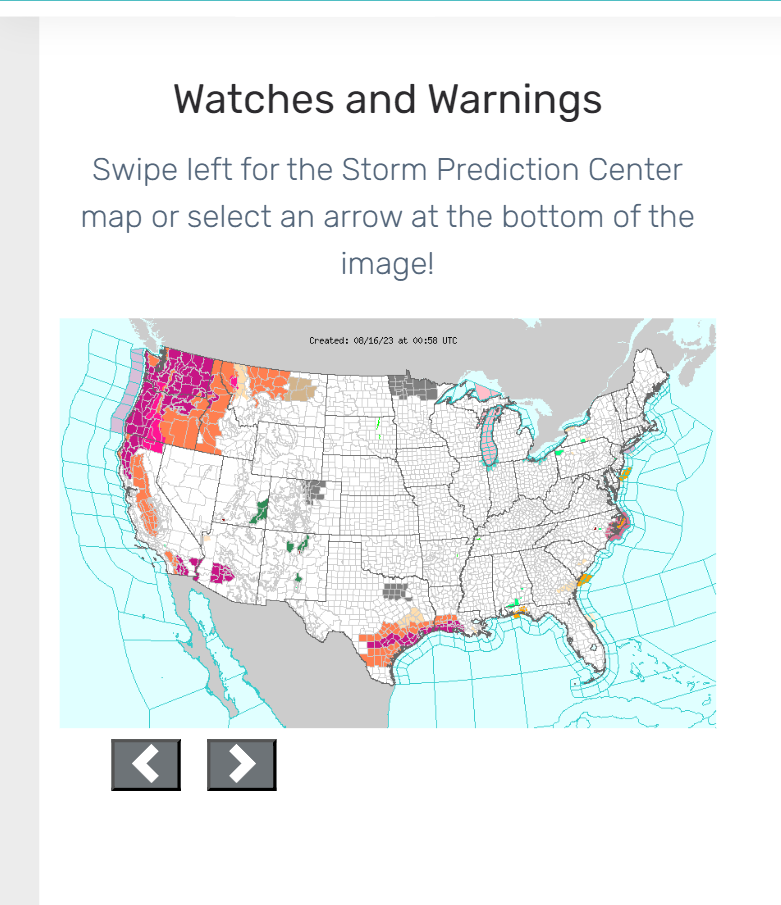 Watches and Warnings
Swipe left for the Storm Prediction Center
map or select an arrow at the bottom of the
image!
Created: 08/16/23 at 00:58 UTC